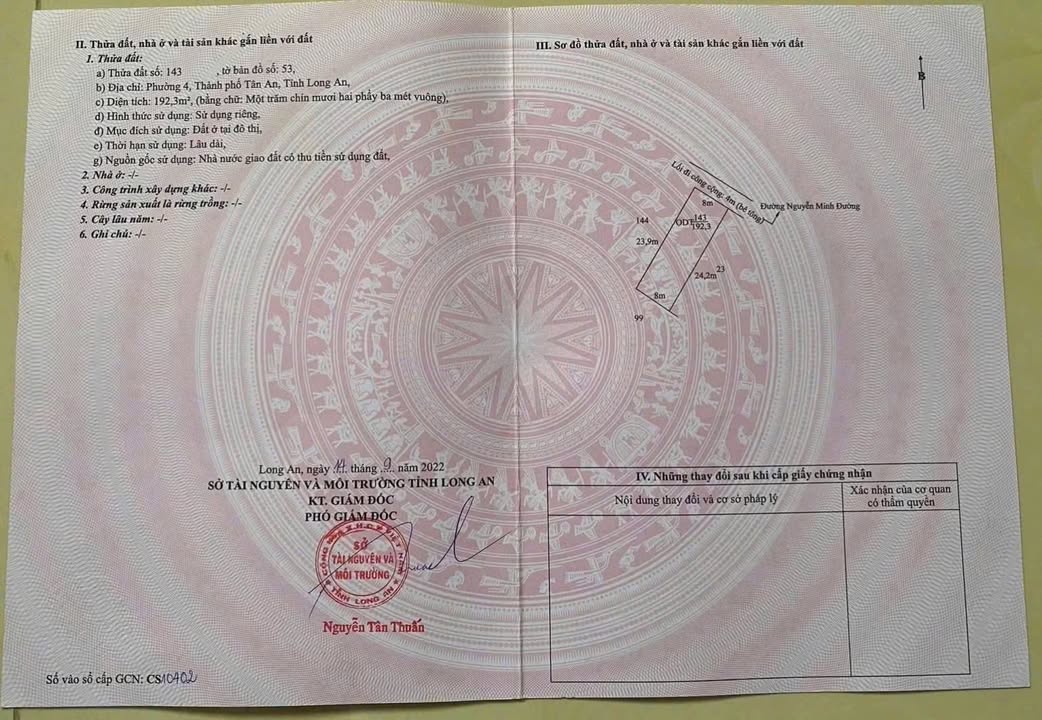 II. Thửa đất, nhà ở và tài sản khác gắn liền với đất
1. Thửa đất:
a) Thửa đất số: 143 , tờ bản đồ số: 53,
b) Địa chỉ: Phường 4, Thành phố Tân An, Tỉnh Long An,
c) Diện tích: 192,3m², (bằng chữ: Một trăm chín mươi hai phẩy ba mét vuông),
d) Hình thức sử dụng: Sử dụng riêng,
đ) Mục đích sử dụng: Đất ở tại đô thị,
e) Thời hạn sử dụng: Lâu dài,
g) Nguồn gốc sử dụng: Nhà nước giao đất có thu tiền sử dụng đất,
2. Nhà ở: -/-
3. Công trình xây dựng khác: -/-
4. Rừng sản xuất là rừng trồng: -/-
5. Cây lâu năm: -/-
6. Ghi chú: -/-
Long An, ngày 14 tháng 9 năm 2022
SỞ TÀI NGUYÊN VÀ MÔI TRƯỜNG TỈNH LONG AN
KT. GIÁM ĐỐC
PHÓ GIÁM ĐỐC
SỞ
TÀI NGUYÊN VÀ
MÔI TRƯỜNG
TỈNH LONG AN
Nguyễn Tân Thuấn
Số vào sổ cấp GCN: CS10402
III. Sơ đồ thửa đất, nhà ở và tài sản khác gắn liền với đất
B
Lối đi công cộng: 4m (bê tông)
Đường Nguyễn Minh Đường
8m
144
ODT 143
192,3
23,9m
23
24,2m
8m
99
IV. Những thay đổi sau khi cấp giấy chứng nhận
Nội dung thay đổi và cơ sở pháp lý
Xác nhận của cơ quan
có thẩm quyền